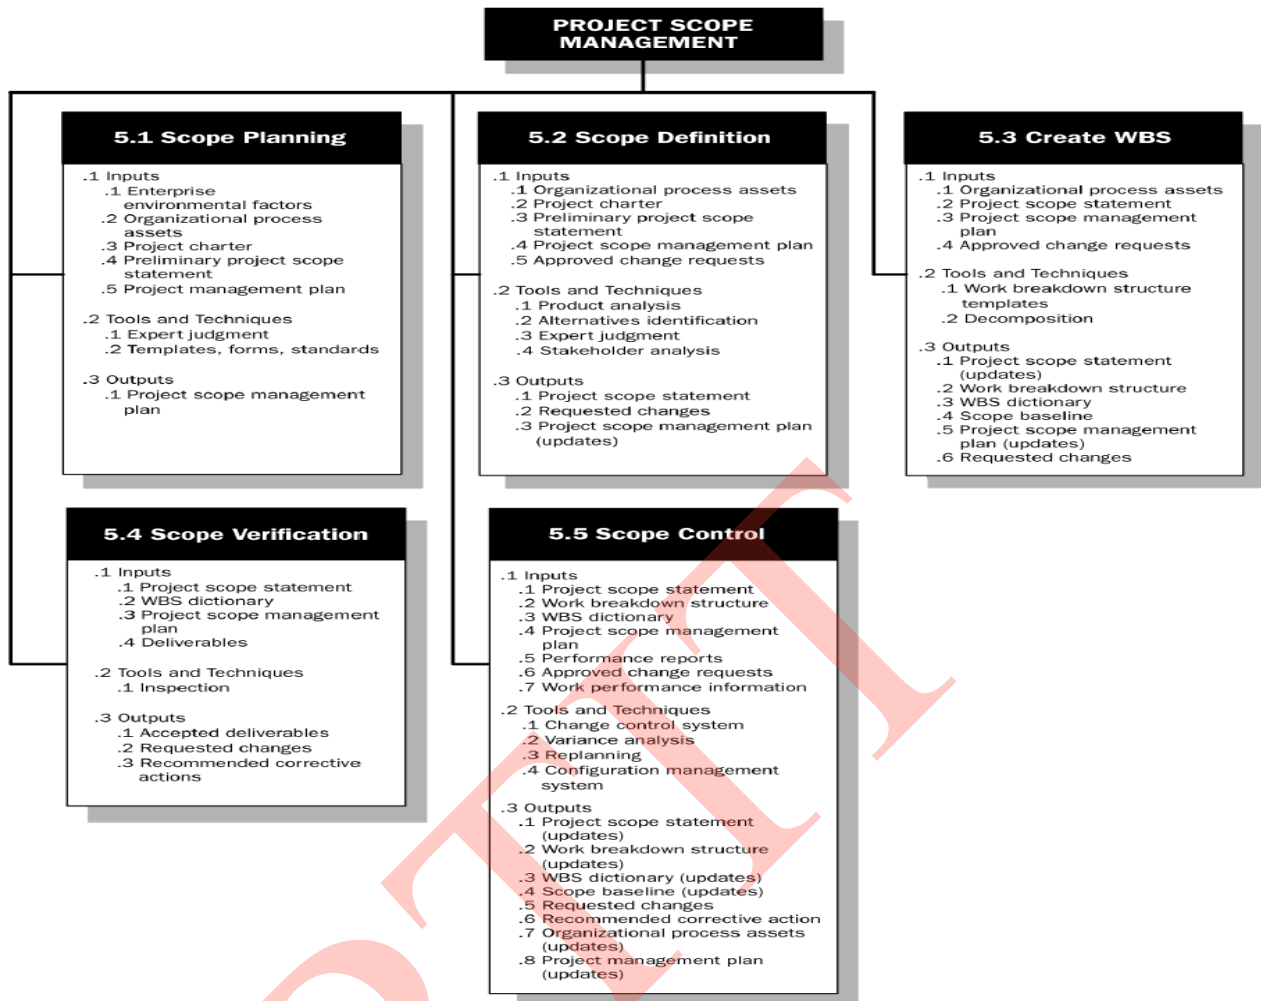 PROJECT SCOPE
MANAGEMENT
5.1 Scope Planning
.1 Inputs
.1 Enterprise
environmental factors
.2 Organizational process
assets
.3 Project charter
.4 Preliminary project scope
statement
.5 Project management plan
.2 Tools and Techniques
.1 Expert judgment
.2 Templates, forms, standards
.3 Outputs
.1 Project scope management
plan
5.2 Scope Definition
.1 Inputs
.1 Organizational process assets
.2 Project charter
.3 Preliminary project scope
statement
.4 Project scope management plan
.5 Approved change requests
.2 Tools and Techniques
.1 Product analysis
.2 Alternatives identification
.3 Expert judgment
.4 Stakeholder analysis
.3 Outputs
.1 Project scope statement
.2 Requested changes
.3 Project scope management plan
(updates)
5.3 Create WBS
.1 Inputs
.1 Organizational process assets
.2 Project scope statement
.3 Project scope management
plan
.4 Approved change requests
.2 Tools and Techniques
.1 Work breakdown structure
templates
.2 Decomposition
.3 Outputs
.1 Project scope statement
(updates)
.2 Work breakdown structure
.3 WBS dictionary
.4 Scope baseline
.5 Project scope management
plan (updates)
.6 Requested changes
5.4 Scope Verification
.1 Inputs
.1 Project scope statement
.2 WBS dictionary
.3 Project scope management
plan
.4 Deliverables
.2 Tools and Techniques
.1 Inspection
.3 Outputs
.1 Accepted deliverables
.2 Requested changes
.3 Recommended corrective
actions
5.5 Scope Control
.1 Inputs
.1 Project scope statement
.2 Work breakdown structure
.3 WBS dictionary
.4 Project scope management
plan
.5 Performance reports
.6 Approved change requests
.7 Work performance information
.2 Tools and Techniques
.1 Change control system
.2 Variance analysis
.3 Replanning
.4 Configuration management
system
.3 Outputs
.1 Project scope statement
(updates)
.2 Work breakdown structure
(updates)
.3 WBS dictionary (updates)
.4 Scope baseline (updates)
.5 Requested changes
.6 Recommended corrective action
.7 Organizational process assets
(updates)
.8 Project management plan
(updates)